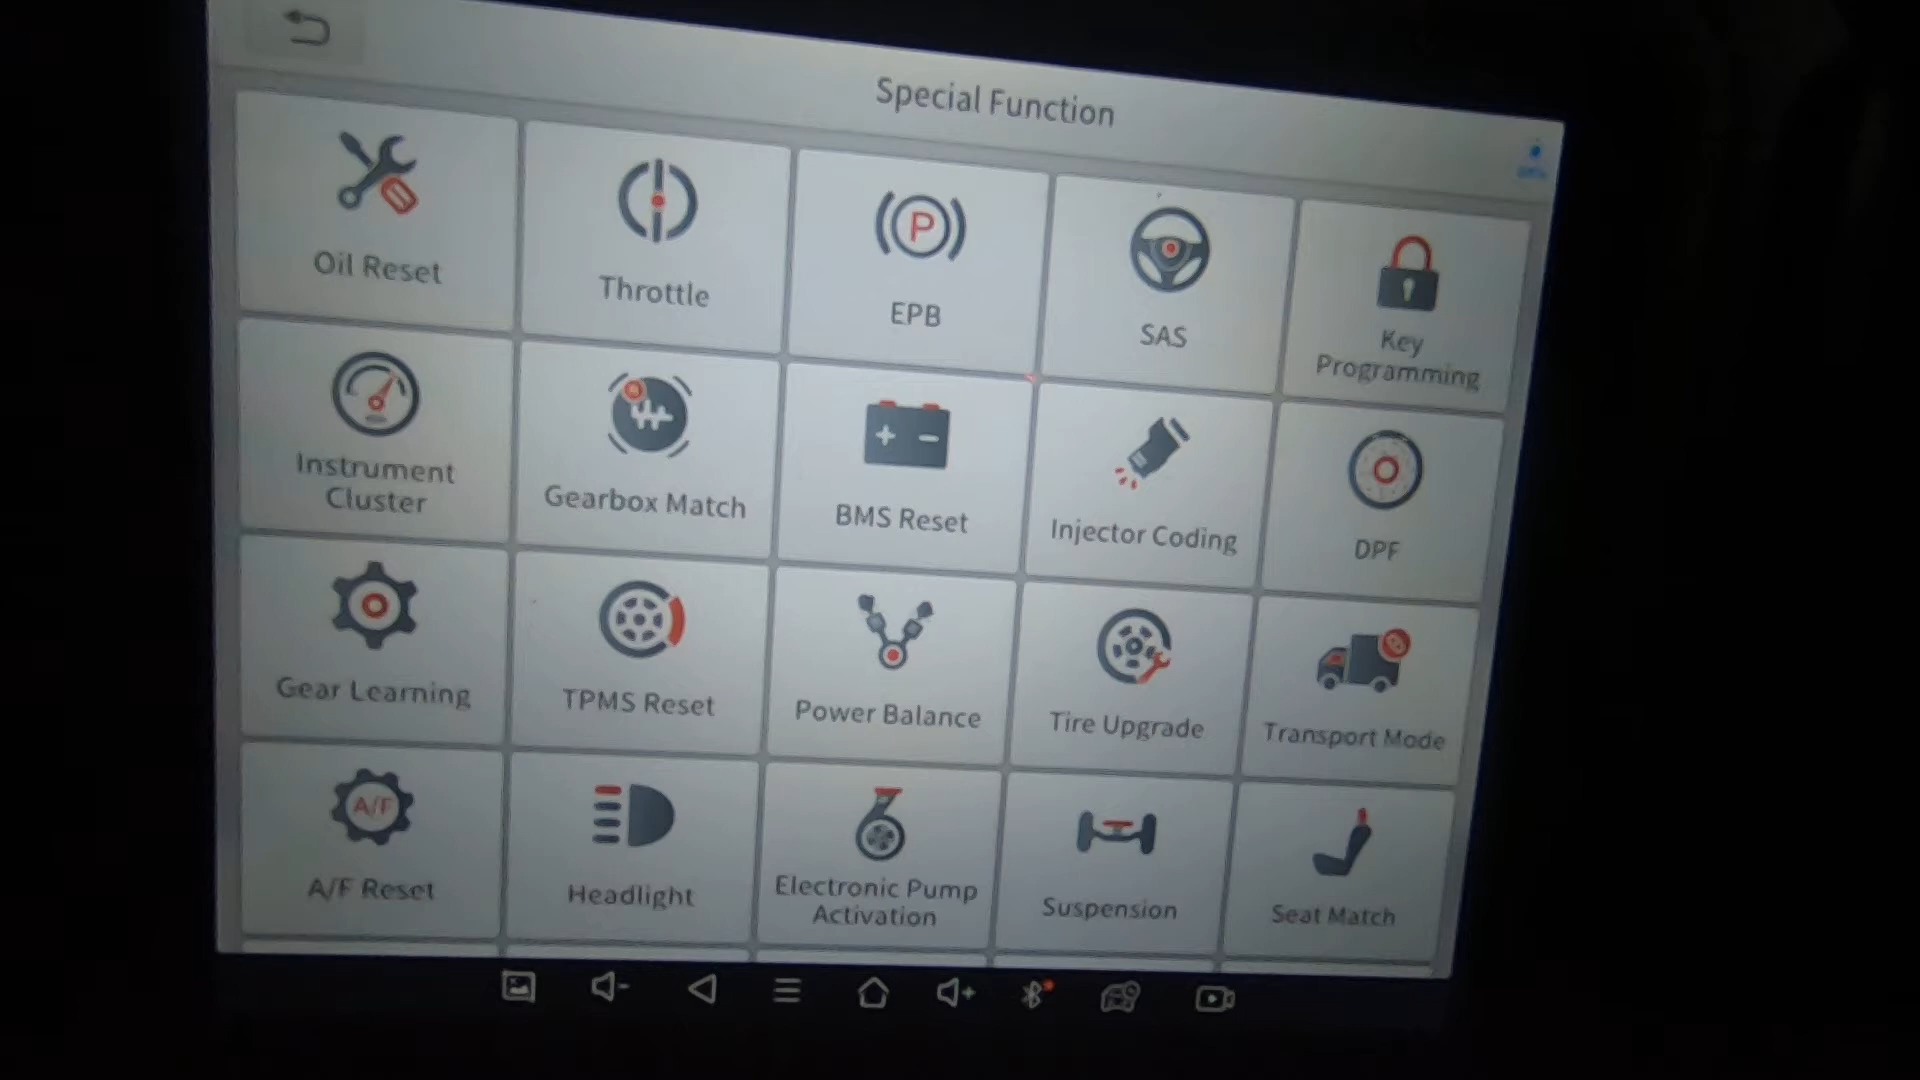 Special Function
Oil Reset
Throttle
P
EPB
SAS
Key
Programming
Instrument
Cluster
Gearbox Match
BMS Reset
Injector Coding
DPF
Gear Learning
TPMS Reset
Power Balance
Tire Upgrade
Transport Mode
A/F
A/F Reset
Headlight
Electronic Pump
Activation
Suspension
Seat Match